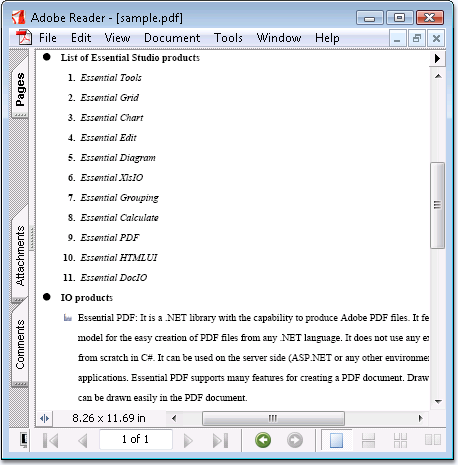 Adobe Reader - [sample.pdf]
File Edit View Document Tools Window Help
Pages
Attachments
Comments
List of Essential Studio products
1. Essential Tools
2. Essential Grid
3. Essential Chart
4. Essential Edit
5. Essential Diagram
6. Essential XlsIO
7. Essential Grouping
8. Essential Calculate
9. Essential PDF
10. Essential HTMLUI
11. Essential DocIO
IO products
Essential PDF: It is a .NET library with the capability to produce Adobe PDF files. It fe
model for the easy creation of PDF files from any .NET language. It does not use any e
from scratch in C#. It can be used on the server side (ASP.NET or any other environme
applications. Essential PDF supports many features for creating a PDF document. Draw
can be drawn easily in the PDF document.
8.26 x 11.69 in
1 of 1